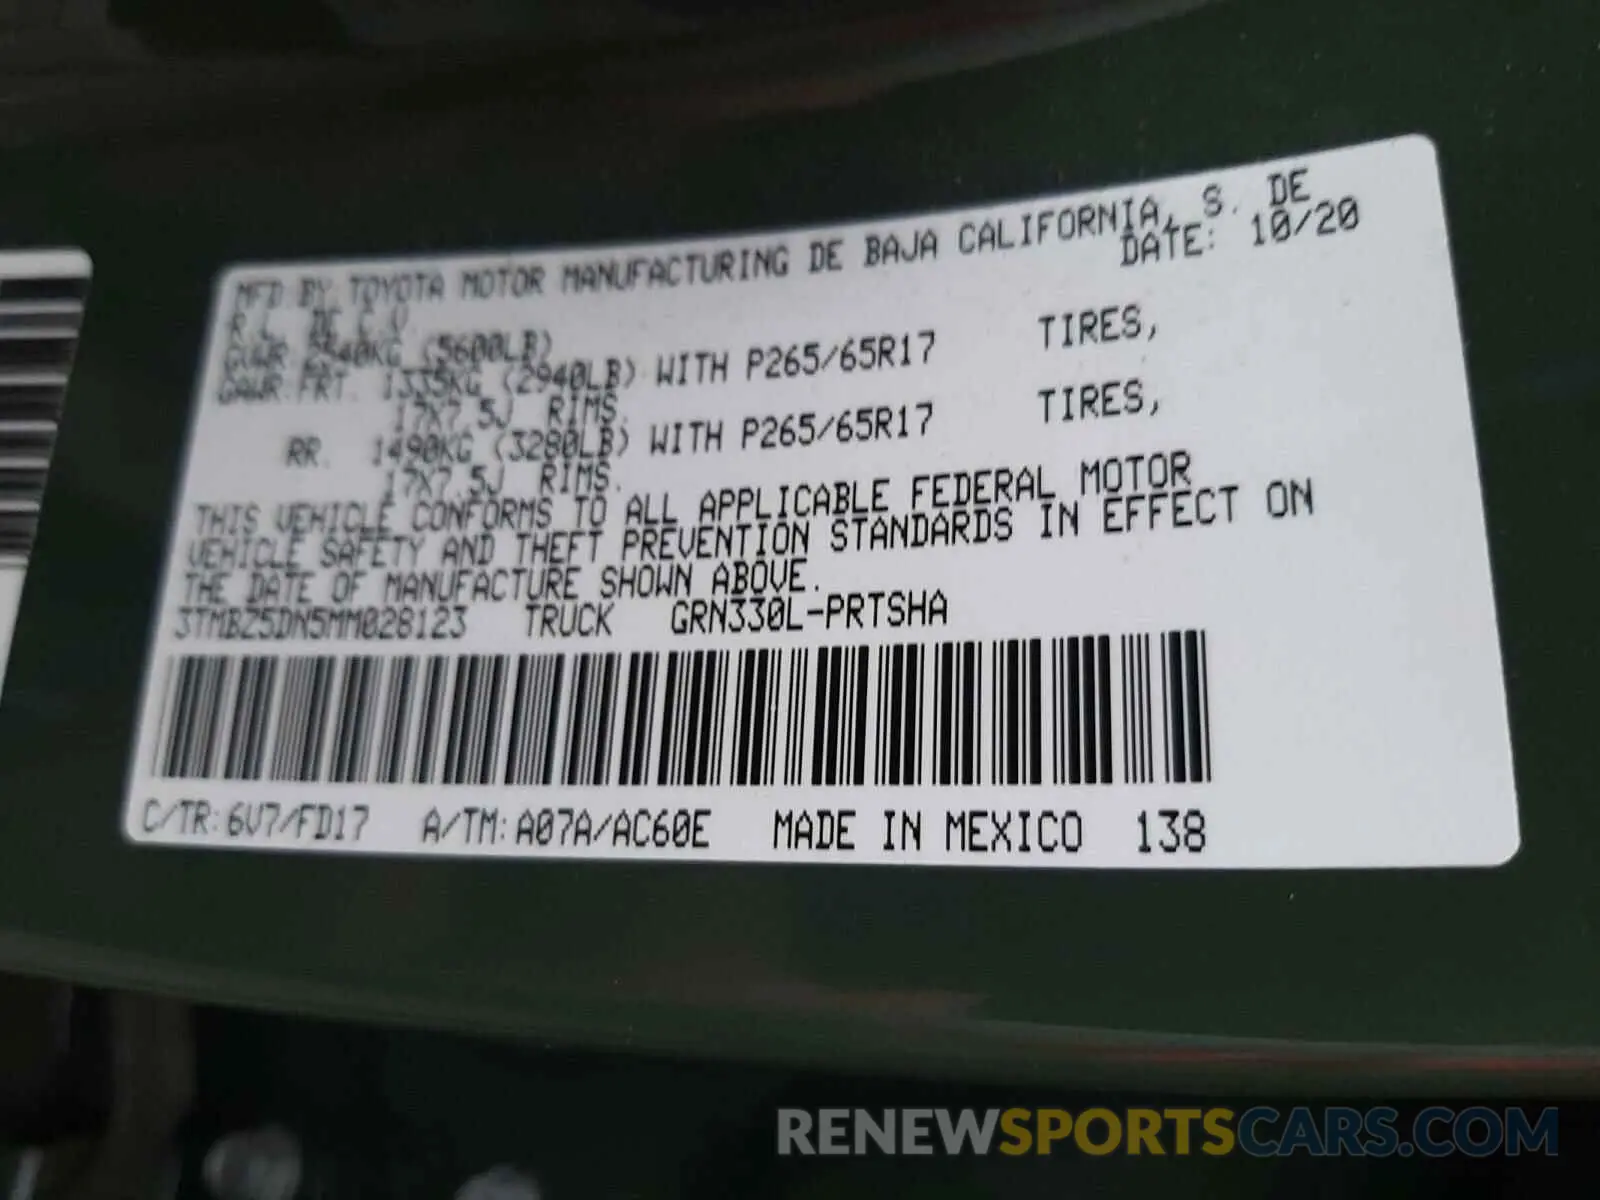 MFD BY TOYOTA MOTOR MANUFACTURING DE BAJA CALIFORNIA, S. DE
R.L. DE C.V. DATE: 10/20
GVWR 2540KG (5600LB)
GAWR FRT. 1335KG (2940LB) WITH P265/65R17 TIRES,
17X7.5J RIMS.
RR. 1490KG (3280LB) WITH P265/65R17 TIRES,
17X7.5J RIMS.
THIS VEHICLE CONFORMS TO ALL APPLICABLE FEDERAL MOTOR
VEHICLE SAFETY AND THEFT PREVENTION STANDARDS IN EFFECT ON
THE DATE OF MANUFACTURE SHOWN ABOVE.
3TMBZ5DN5MM028123 TRUCK GRN330L-PRTSHA
C/TR: 6V7/FD17 A/TM: A07A/AC60E MADE IN MEXICO 138
RENEWSPORTSCARS.COM